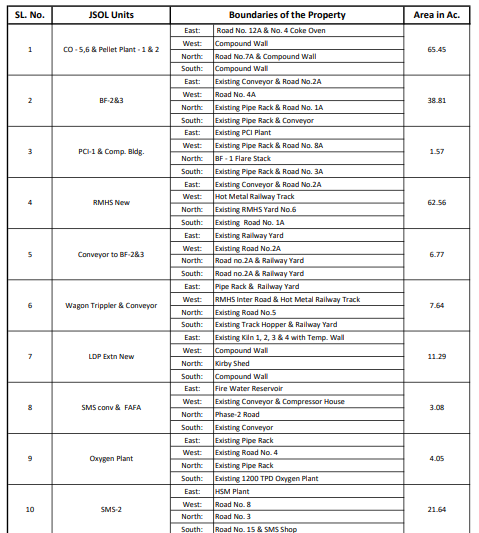 SL. No. JSOL Units Boundaries of the Property Area in Ac.
1 CO - 5,6 & Pellet Plant - 1 & 2 65.45
East: Road No. 12A & No. 4 Coke Oven
West: Compound Wall
North: Road No.7A & Compound Wall
South: Compound Wall
2 BF-2&3 38.81
East: Existing Conveyor & Road No.2A
West: Road No. 4A
North: Existing Pipe Rack & Road No. 1A
South: Existing Pipe Rack & Conveyor
3 PCI-1 & Comp. Bldg. 1.57
East: Existing PCI Plant
West: Existing Pipe Rack & Road No. 8A
North: BF - 1 Flare Stack
South: Existing Pipe Rack & Road No. 3A
4 RMHS New 62.56
East: Existing Conveyor & Road No.2A
West: Hot Metal Railway Track
North: Existing RMHS Yard No.6
South: Existing Road No. 1A
5 Conveyor to BF-2&3 6.77
East: Existing Railway Yard
West: Existing Road No.2A
North: Road no.2A & Railway Yard
South: Road no.2A & Railway Yard
6 Wagon Trippler & Conveyor 7.64
East: Pipe Rack & Railway Yard
West: RMHS Inter Road & Hot Metal Railway Track
North: Existing Road No.5
South: Existing Track Hopper & Railway Yard
7 LDP Extn New 11.29
East: Existing Kiln 1, 2, 3 & 4 with Temp. Wall
West: Compound Wall
North: Kirby Shed
South: Compound Wall
8 SMS conv & FAFA 3.08
East: Fire Water Reservoir
West: Existing Conveyor & Compressor House
North: Phase-2 Road
South: Existing Conveyor
9 Oxygen Plant 4.05
East: Existing Pipe Rack
West: Existing Road No. 4
North: Existing Pipe Rack
South: Existing 1200 TPD Oxygen Plant
10 SMS-2 21.64
East: HSM Plant
West: Road No. 8
North: Road No. 3
South: Road No. 15 & SMS Shop